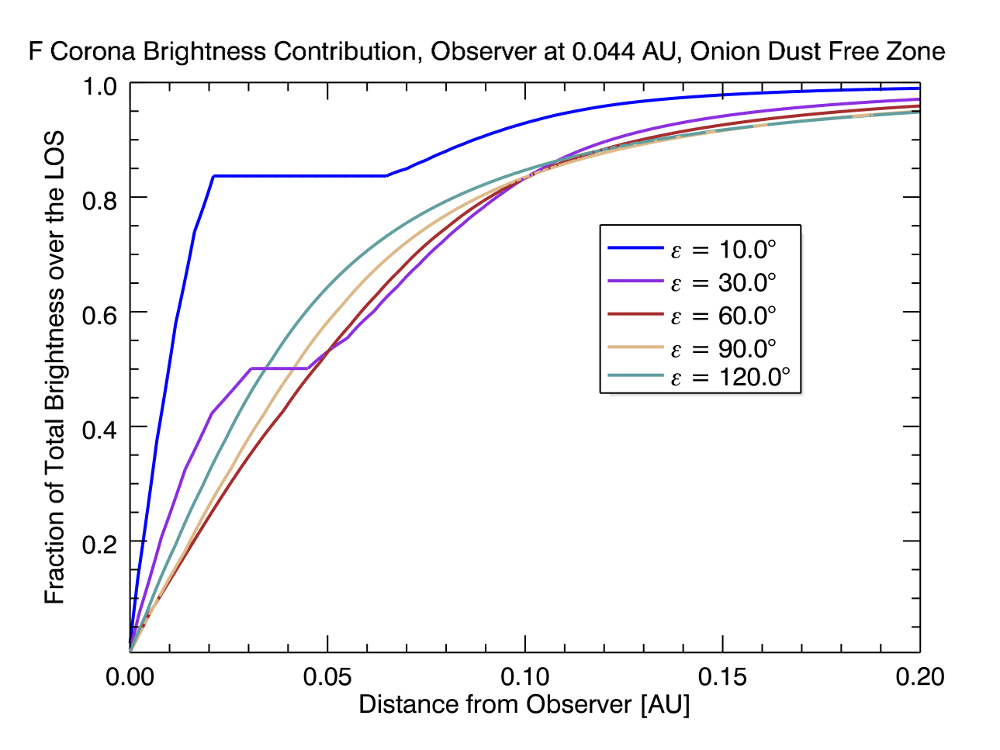 F Corona Brightness Contribution, Observer at 0.044 AU, Onion Dust Free Zone
1.0
0.8
0.6
0.4
0.2
Fraction of Total Brightness over the LOS
ε = 10.0°
ε = 30.0°
ε = 60.0°
ε = 90.0°
ε = 120.0°
0.00 0.05 0.10 0.15 0.20
Distance from Observer [AU]